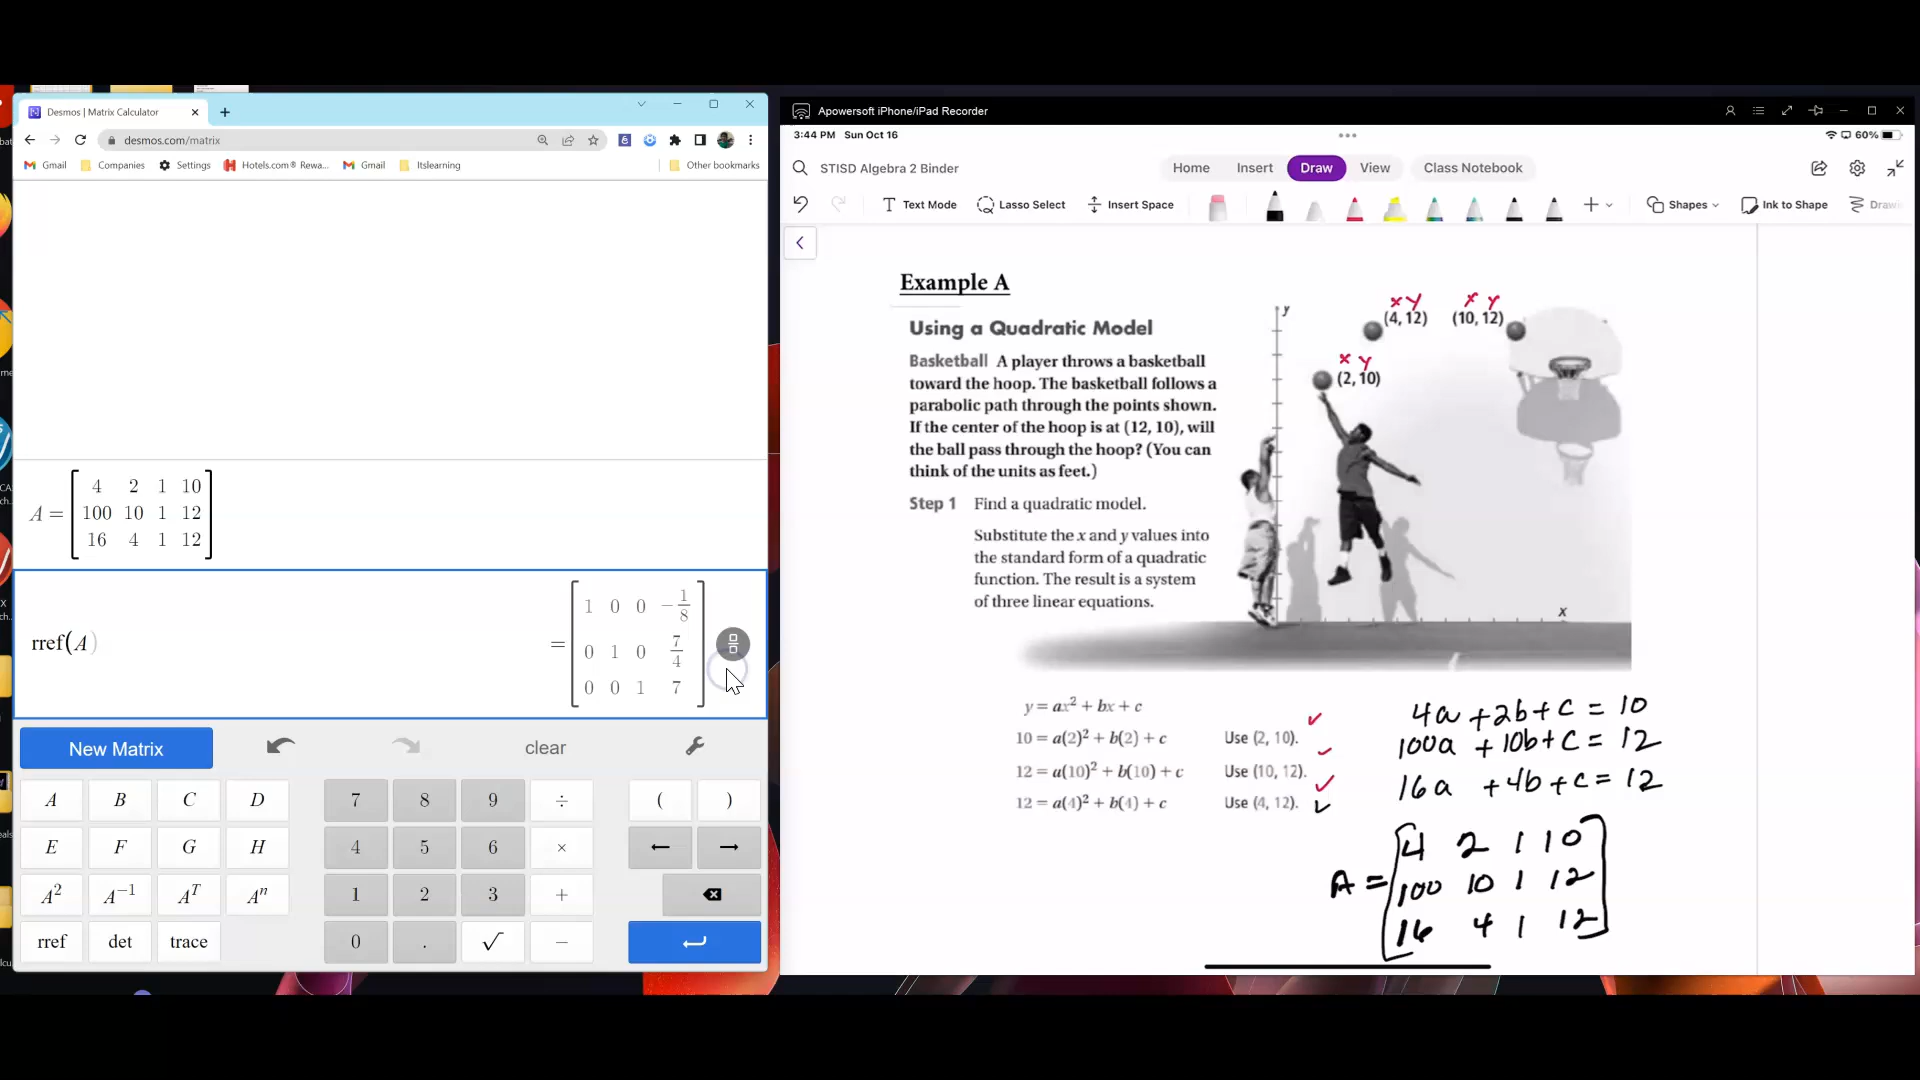 Desmos | Matrix Calculator
desmos.com/matrix
Gmail Companies Settings Hotels.com® Rewa... Gmail Itslearning Other bookmarks
A = [4 2 1 10
100 10 1 12
16 4 1 12]
rref(A) = [1 0 0 -1/8
0 1 0 7/4
0 0 1 7]
New Matrix clear
A B C D 7 8 9 ÷ ( )
E F G H 4 5 6 × ← →
A² A⁻¹ Aᵀ Aⁿ 1 2 3 +
rref det trace 0 . √ −
Apowersoft iPhone/iPad Recorder
3:44 PM Sun Oct 16 60%
STISD Algebra 2 Binder Home Insert Draw View Class Notebook
Text Mode Lasso Select Insert Space Shapes Ink to Shape Drawi
Example A
Using a Quadratic Model
Basketball A player throws a basketball
toward the hoop. The basketball follows a
parabolic path through the points shown.
If the center of the hoop is at (12, 10), will
the ball pass through the hoop? (You can
think of the units as feet.)
Step 1 Find a quadratic model.
Substitute the x and y values into
the standard form of a quadratic
function. The result is a system
of three linear equations.
y
x y x y
(4, 12) (10, 12)
x y
(2, 10)
x
y = ax² + bx + c
10 = a(2)² + b(2) + c Use (2, 10).
12 = a(10)² + b(10) + c Use (10, 12).
12 = a(4)² + b(4) + c Use (4, 12).
4a + 2b + c = 10
100a + 10b + c = 12
16a + 4b + c = 12
A = [4 2 1 10
100 10 1 12
16 4 1 12]